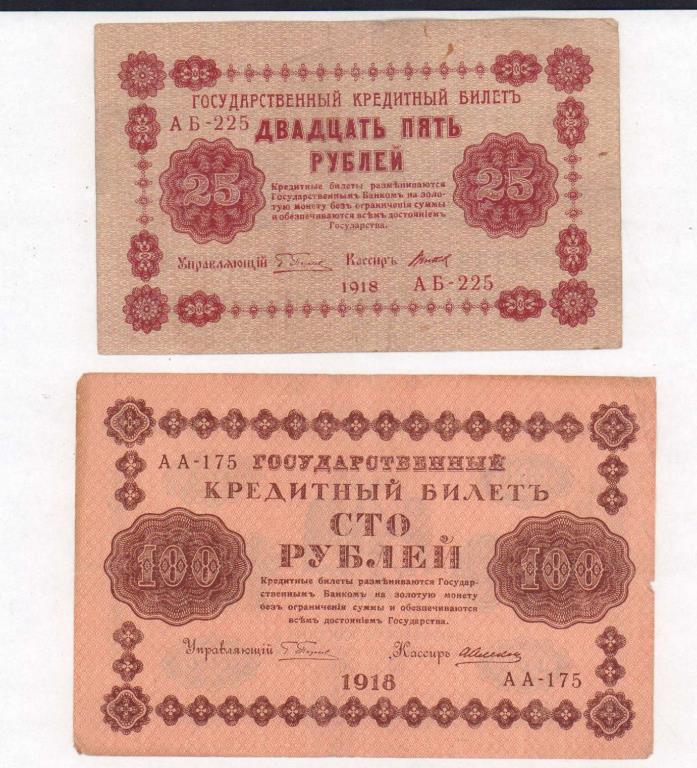 ГОСУДАРСТВЕННЫЙ КРЕДИТНЫЙ БИЛЕТЪ
АБ-225 ДВАДЦАТЬ ПЯТЬ
РУБЛЕЙ
25
25
Кредитные билеты размѣниваются
Государственнымъ Банкомъ на золо-
тую монету безъ ограниченія суммы
и обезпечиваются всѣмъ достояніемъ
Государства.
Управляющій Кассиръ
1918 АБ-225
АА-175 ГОСУДАРСТВЕННЫЙ
КРЕДИТНЫЙ БИЛЕТЪ
СТО
РУБЛЕЙ
100
100
Кредитные билеты размѣниваются Государ-
ственнымъ Банкомъ на золотую монету
безъ ограниченія суммы и обезпечиваются
всѣмъ достояніемъ Государства.
Управляющій Кассиръ
1918 АА-175